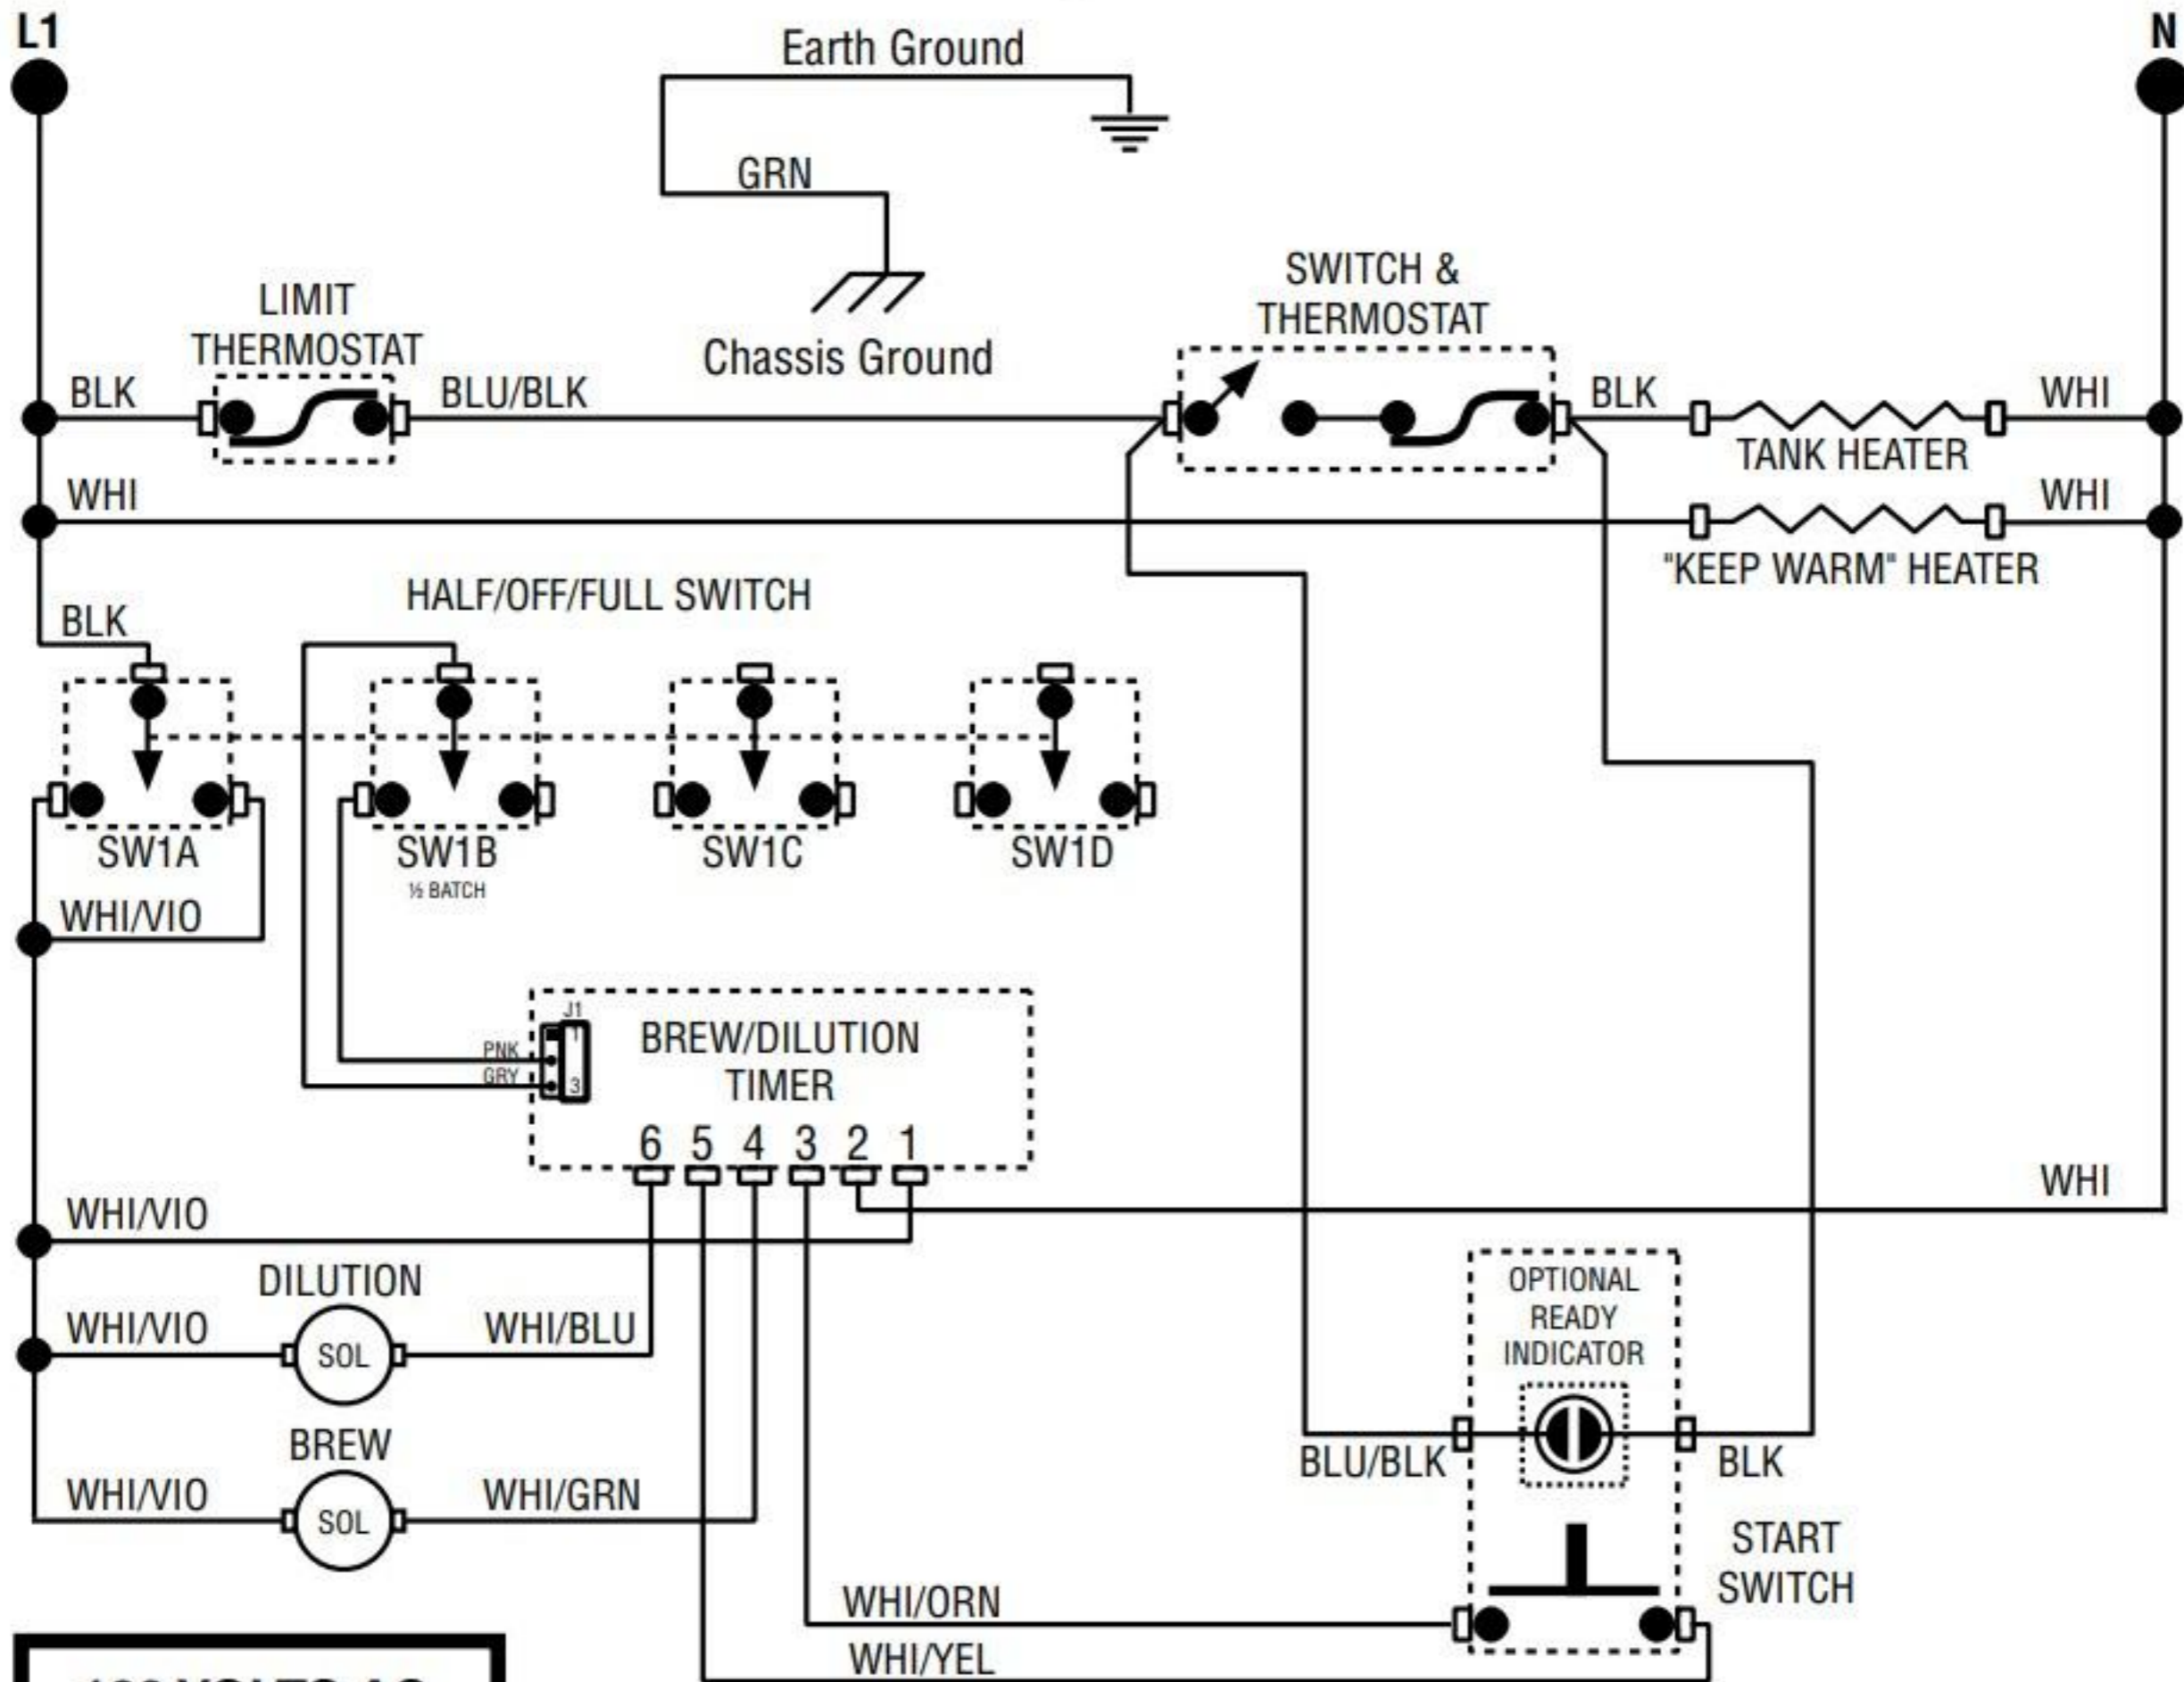 L1
N
Earth Ground
GRN
Chassis Ground
LIMIT
THERMOSTAT
SWITCH &
THERMOSTAT
BLK
BLU/BLK
BLK
WHI
TANK HEATER
WHI
WHI
"KEEP WARM" HEATER
HALF/OFF/FULL SWITCH
BLK
SW1A
SW1B
½ BATCH
SW1C
SW1D
WHI/VIO
J1
1
PNK
GRY
3
BREW/DILUTION
TIMER
6 5 4 3 2 1
WHI
WHI/VIO
DILUTION
WHI/VIO
SOL
WHI/BLU
OPTIONAL
READY
INDICATOR
BREW
BLU/BLK
BLK
WHI/VIO
SOL
WHI/GRN
START
SWITCH
WHI/ORN
WHI/YEL